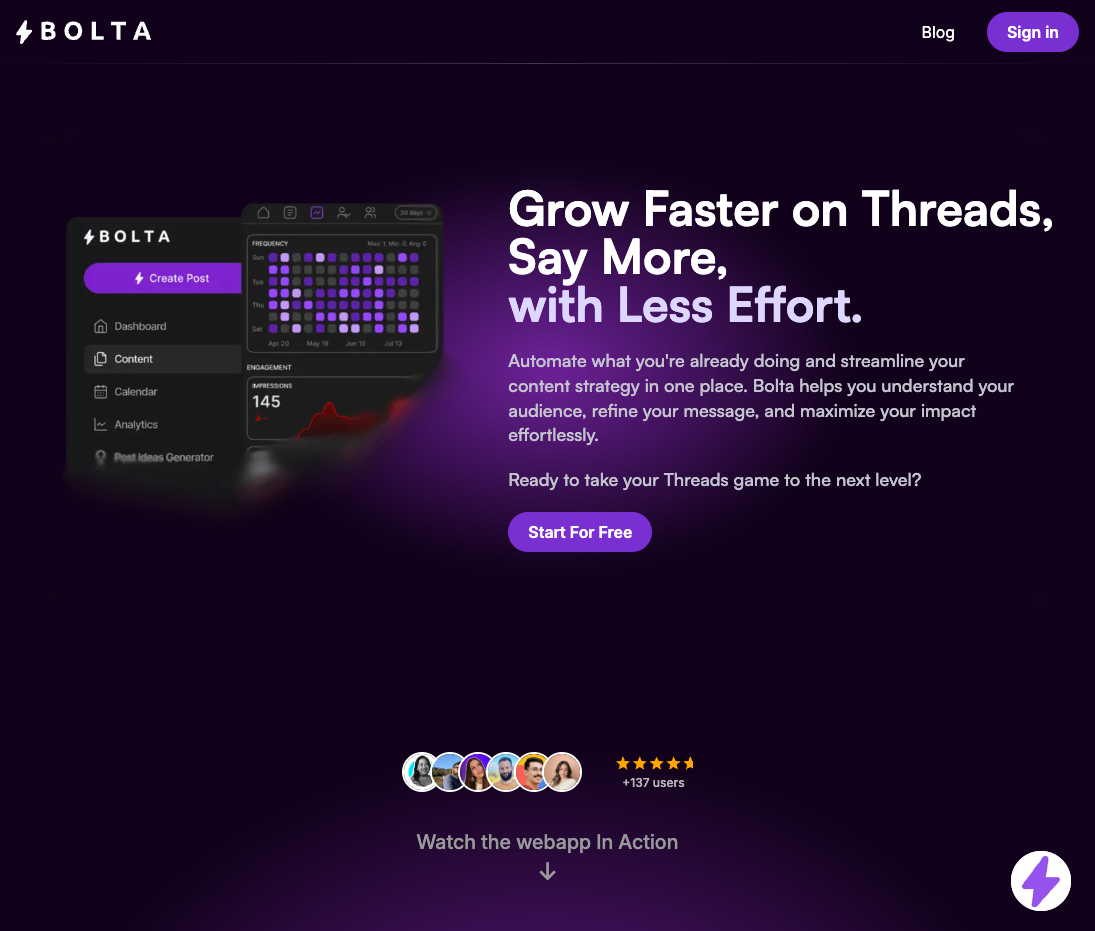 BOLTA
Blog
Sign in
Grow Faster on Threads,
Say More,
with Less Effort.
Automate what you're already doing and streamline your
content strategy in one place. Bolta helps you understand your
audience, refine your message, and maximize your impact
effortlessly.
Ready to take your Threads game to the next level?
Start For Free
BOLTA
Create Post
Dashboard
Content
Calendar
Analytics
Post Ideas Generator
30 days
FREQUENCY
Max: 1, Min: 0, Avg: 0
Sun
Tue
Thu
Sat
Apr 20 May 18 Jun 15 Jul 13
ENGAGEMENT
IMPRESSIONS
145
+137 users
Watch the webapp In Action